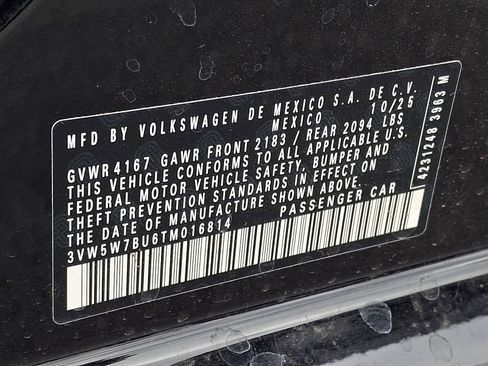 MFD BY VOLKSWAGEN DE MEXICO S.A. DE C.V.
MEXICO 10/25
GVWR 4167 GAWR FRONT 2183 / REAR 2094 LBS
THIS VEHICLE CONFORMS TO ALL APPLICABLE U.S.
FEDERAL MOTOR VEHICLE SAFETY, BUMPER AND
THEFT PREVENTION STANDARDS IN EFFECT ON
THE DATE OF MANUFACTURE SHOWN ABOVE.
3VW5W7BU6TM016814 PASSENGER CAR
4231248 3963 M